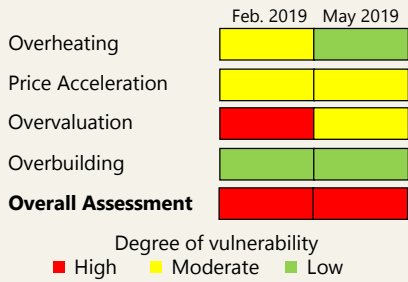 Feb. 2019 May 2019
Overheating
Price Acceleration
Overvaluation
Overbuilding
Overall Assessment
Degree of vulnerability
High Moderate Low